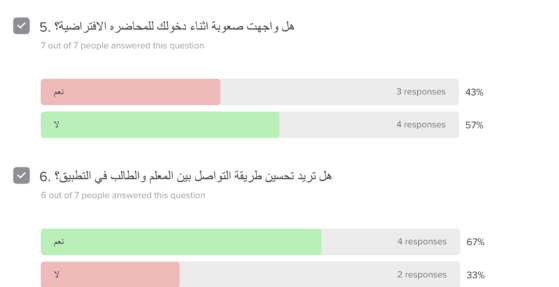 5. هل واجهت صعوبة اثناء دخولك للمحاضره الافتراضية؟
7 out of 7 people answered this question
نعم 3 responses 43%
لا 4 responses 57%
6. هل تريد تحسين طريقة التواصل بين المعلم والطالب في التطبيق؟
6 out of 7 people answered this question
نعم 4 responses 67%
لا 2 responses 33%